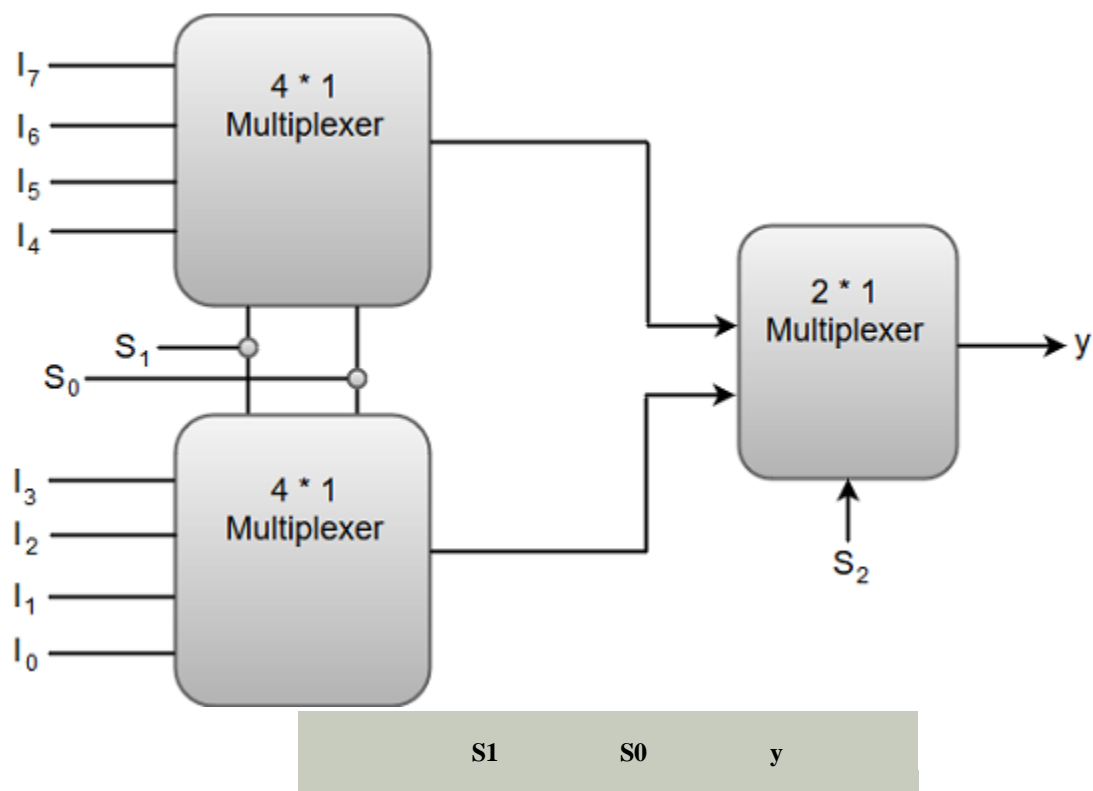 I7
I6
I5
I4
4 * 1
Multiplexer
S1
S0
2 * 1
Multiplexer
y
S2
I3
I2
I1
I0
4 * 1
Multiplexer
S1 S0 y